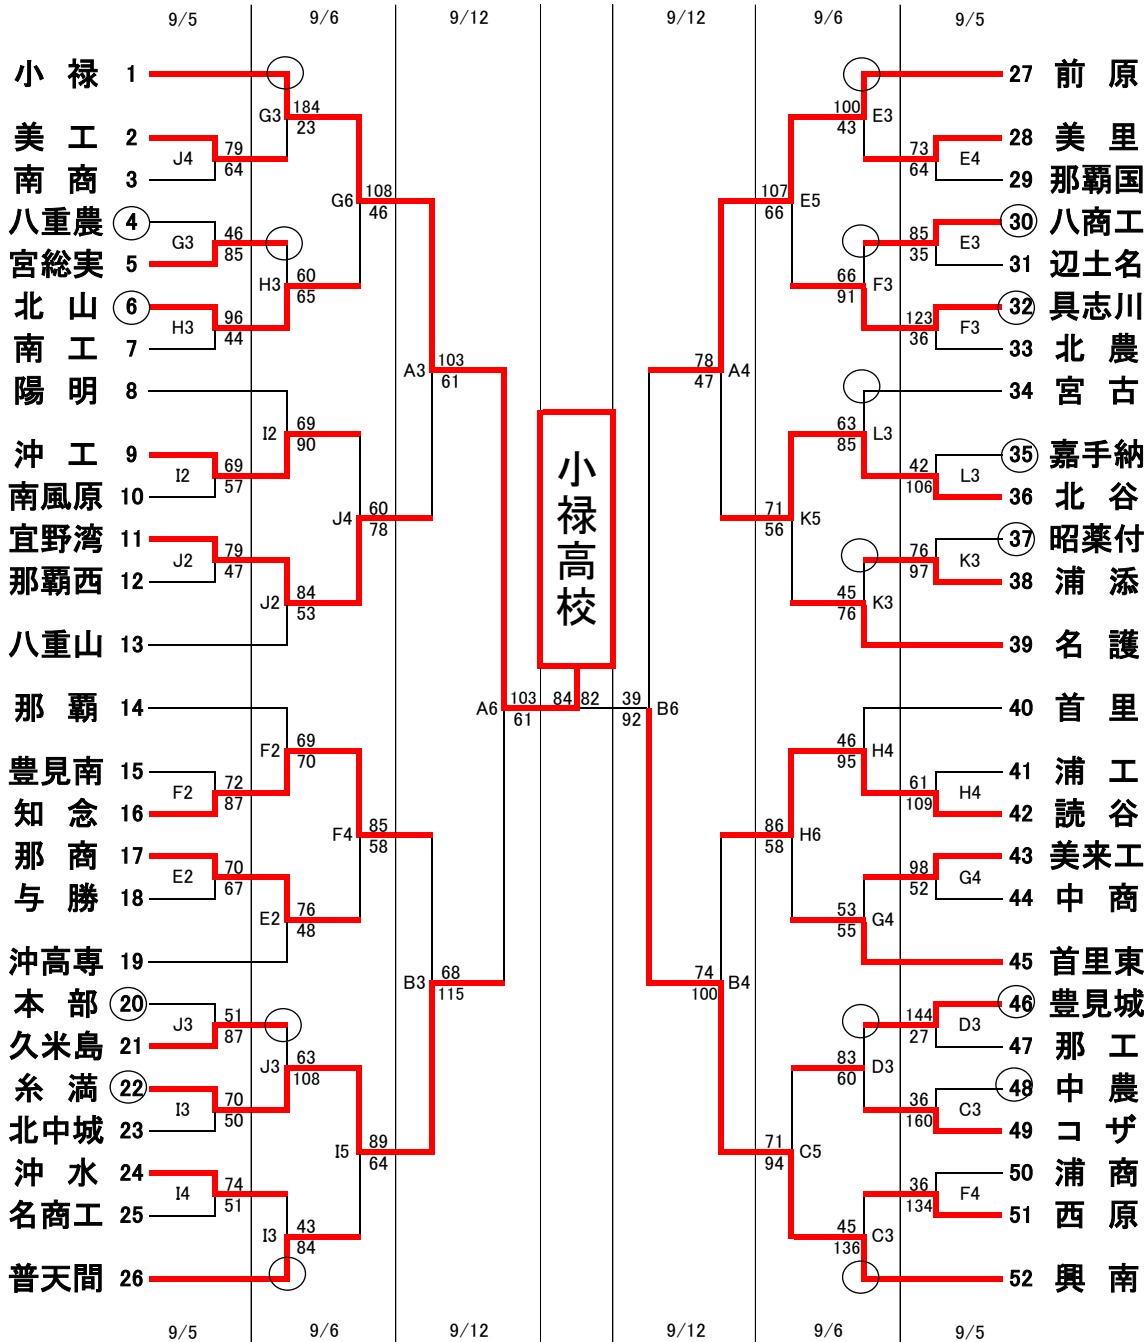 9/5 9/6 9/12 9/12 9/6 9/5
小禄 1
美工 2
南商 3
八重農 4
宮総実 5
北山 6
南工 7
陽明 8
沖工 9
南風原 10
宜野湾 11
那覇西 12
八重山 13
那覇 14
豊見南 15
知念 16
那商 17
与勝 18
沖高専 19
本部 20
久米島 21
糸満 22
北中城 23
沖水 24
名商工 25
普天間 26
J4 79 64
G3 46 85
H3 96 44
I2 69 57
J2 79 47
F2 72 87
E2 70 67
J3 51 87
I3 70 50
I4 74 51
G3 184 23
H3 60 65
I2 69 90
J2 84 53
F2 69 70
E2 76 48
J3 63 108
I3 43 84
G6 108 46
J4 60 78
F4 85 58
I5 89 64
A3 103 61
B3 68 115
A6 103 61
小禄高校
84 82
39 92 B6
78 47 A4
74 100 B4
107 66 E5
71 56 K5
86 58 H6
71 94 C5
100 43 E3
66 91 F3
63 85 L3
45 76 K3
46 95 H4
53 55 G4
83 60 D3
45 136 C3
73 64 E4
85 35 E3
123 36 F3
42 106 L3
76 97 K3
61 109 H4
98 52 G4
144 27 D3
36 160 C3
36 134 F4
27 前原
28 美里
29 那覇国
30 八商工
31 辺土名
32 具志川
33 北農
34 宮古
35 嘉手納
36 北谷
37 昭薬付
38 浦添
39 名護
40 首里
41 浦工
42 読谷
43 美来工
44 中商
45 首里東
46 豊見城
47 那工
48 中農
49 コザ
50 浦商
51 西原
52 興南
9/5 9/6 9/12 9/12 9/6 9/5